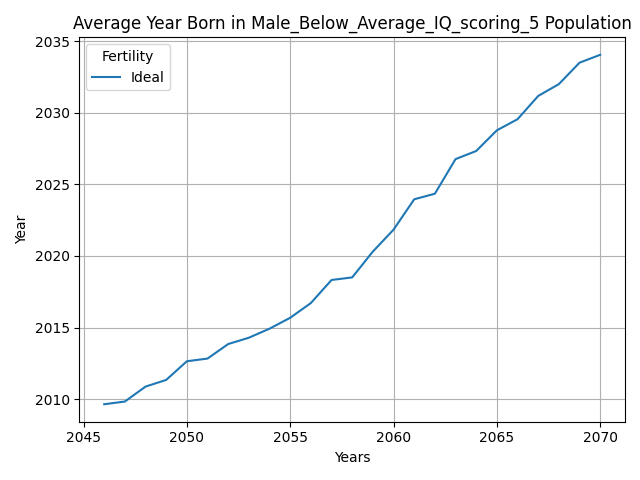 Average Year Born in Male_Below_Average_IQ_scoring_5 Population
Fertility
Ideal
Year
2035
2030
2025
2020
2015
2010
2045
2050
2055
2060
2065
2070
Years